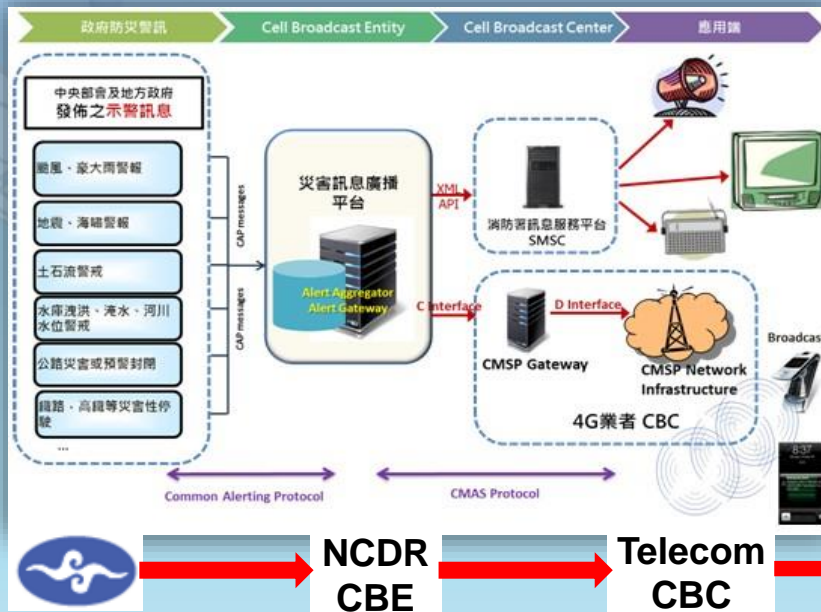 政府防災警訊
Cell Broadcast Entity
Cell Broadcast Center
應用端
中央部會及地方政府
發佈之示警訊息
颱風、豪大雨警報
地震、海嘯警報
土石流警戒
水庫洩洪、淹水、河川
水位警戒
公路災害或預警封閉
鐵路、高鐵等災害性停
駛
...
CAP messages
CAP messages
災害訊息廣播
平台
Alert Aggregator
Alert Gateway
XML
API
消防署訊息服務平台
SMSC
C Interface
D Interface
CMSP Gateway
CMSP Network
Infrastructure
4G業者 CBC
Broadcas
8:37
Common Alerting Protocol
CMAS Protocol
NCDR
CBE
Telecom
CBC